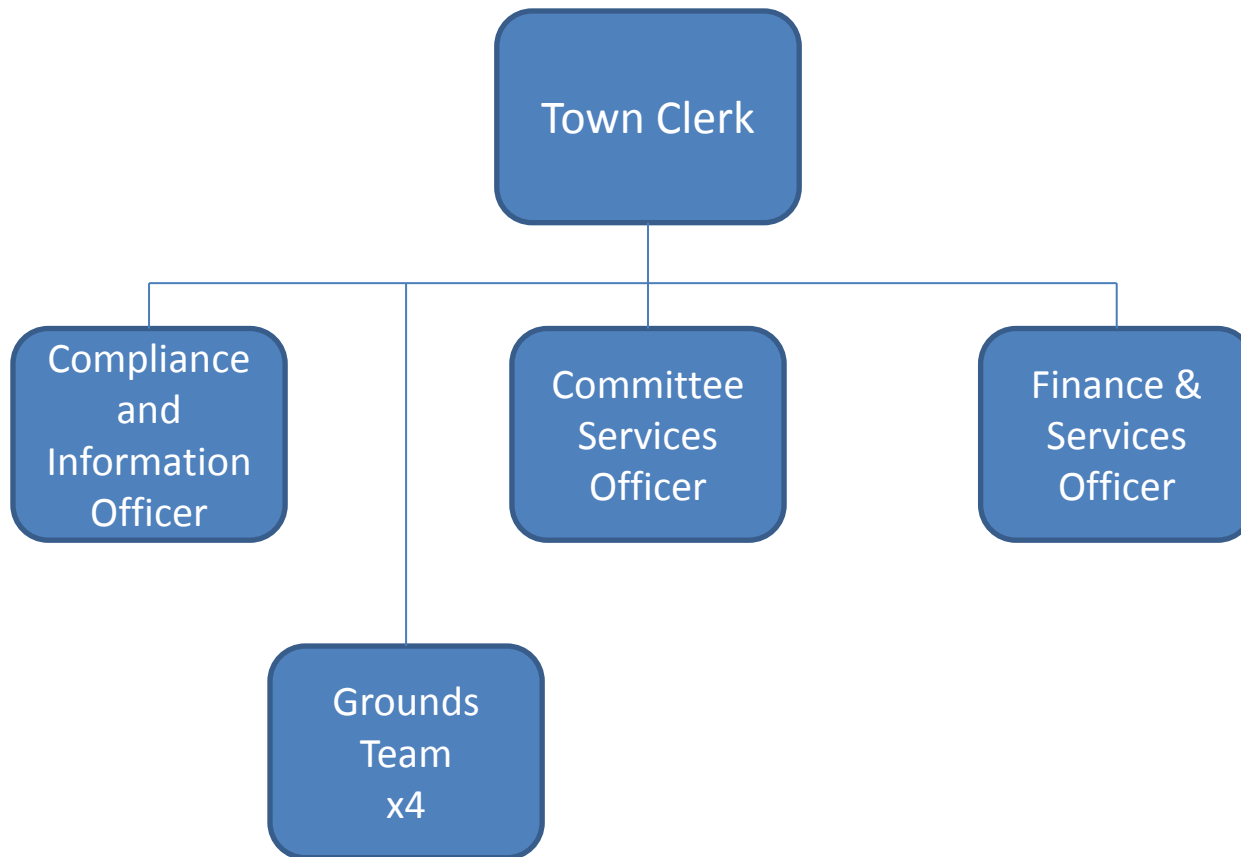 Town Clerk
Compliance
and
Information
Officer
Committee
Services
Officer
Finance &
Services
Officer
Grounds
Team
x4